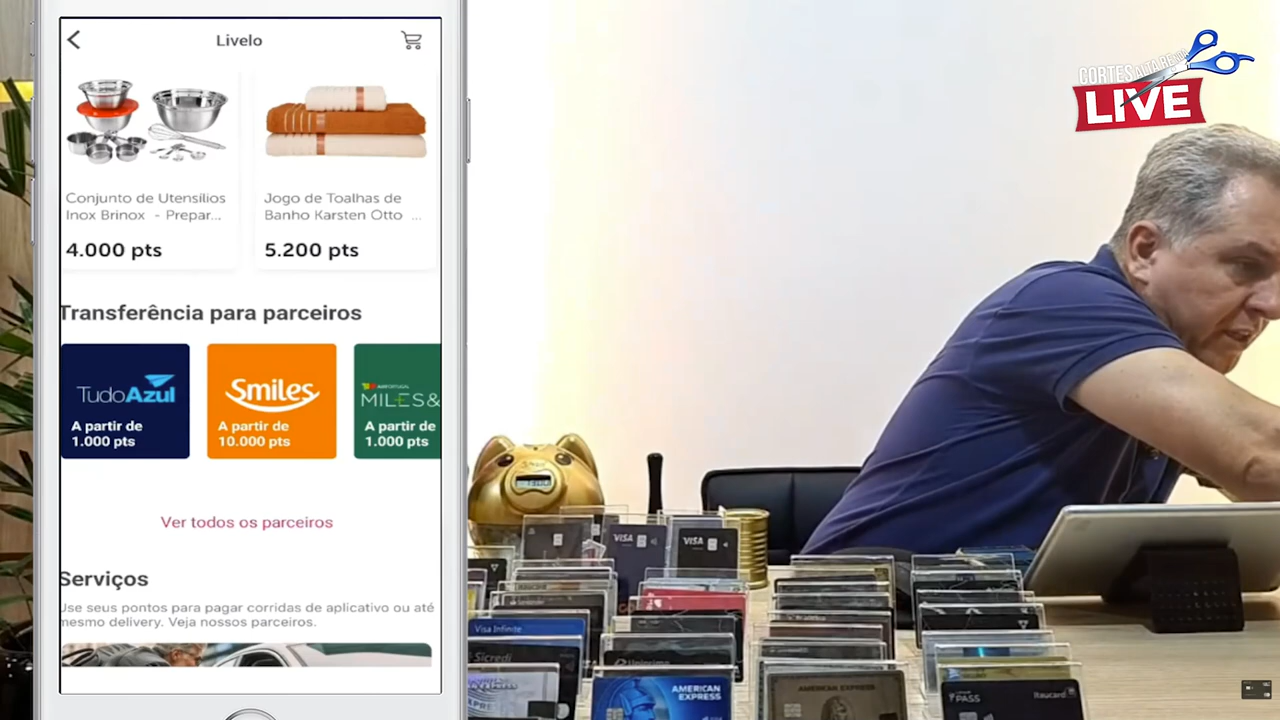 Livelo
Conjunto de Utensílios
Inox Brinox - Prepar...
4.000 pts
Jogo de Toalhas de
Banho Karsten Otto ...
5.200 pts
Transferência para parceiros
TudoAzul
A partir de
1.000 pts
Smiles
A partir de
10.000 pts
MILES&
A partir de
1.000 pts
Ver todos os parceiros
Serviços
Use seus pontos para pagar corridas de aplicativo ou até
mesmo delivery. Veja nossos parceiros.
CORTES
LIVE
VISA
VISA
Visa Infinite
Sicredi
AMERICAN
EXPRESS
AMERICAN EXPRESS
PASS
Itaucard